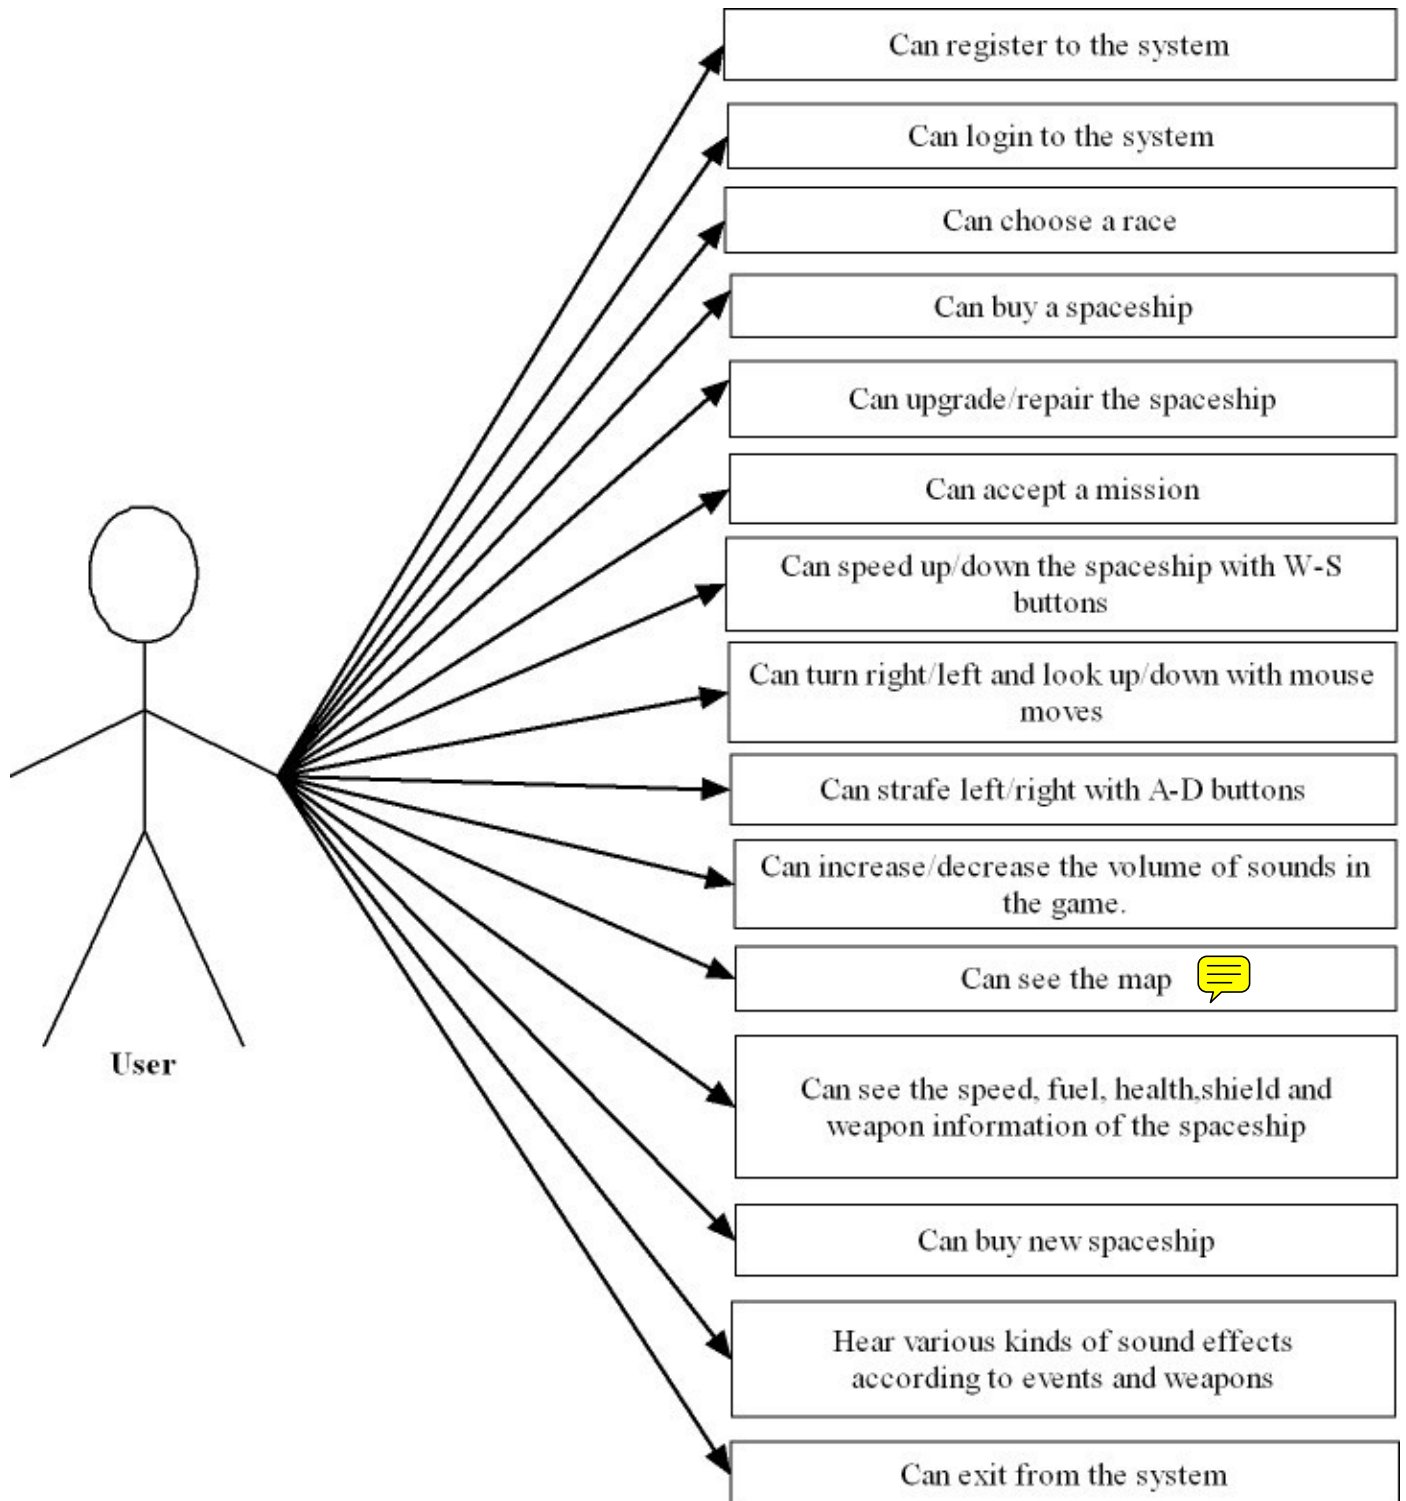 Can register to the system
Can login to the system
Can choose a race
Can buy a spaceship
Can upgrade/repair the spaceship
Can accept a mission
Can speed up/down the spaceship with W-S
buttons
Can turn right/left and look up/down with mouse
moves
Can strafe left/right with A-D buttons
Can increase/decrease the volume of sounds in
the game.
Can see the map
User
Can see the speed, fuel, health,shield and
weapon information of the spaceship
Can buy new spaceship
Hear various kinds of sound effects
according to events and weapons
Can exit from the system